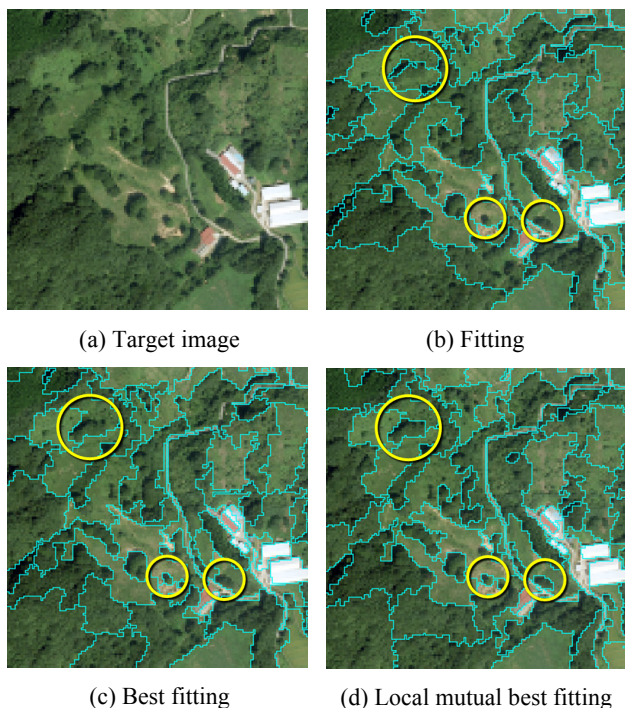 (a) Target image
(b) Fitting
(c) Best fitting
(d) Local mutual best fitting